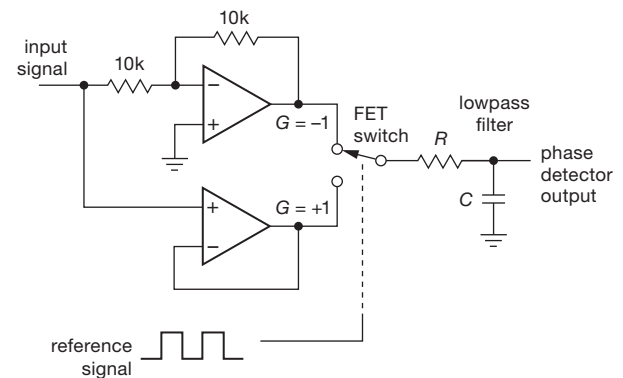 10k
input
signal
10k
−
+
G = −1
FET
switch
lowpass
filter
R
C
phase
detector
output
+
−
G = +1
reference
signal